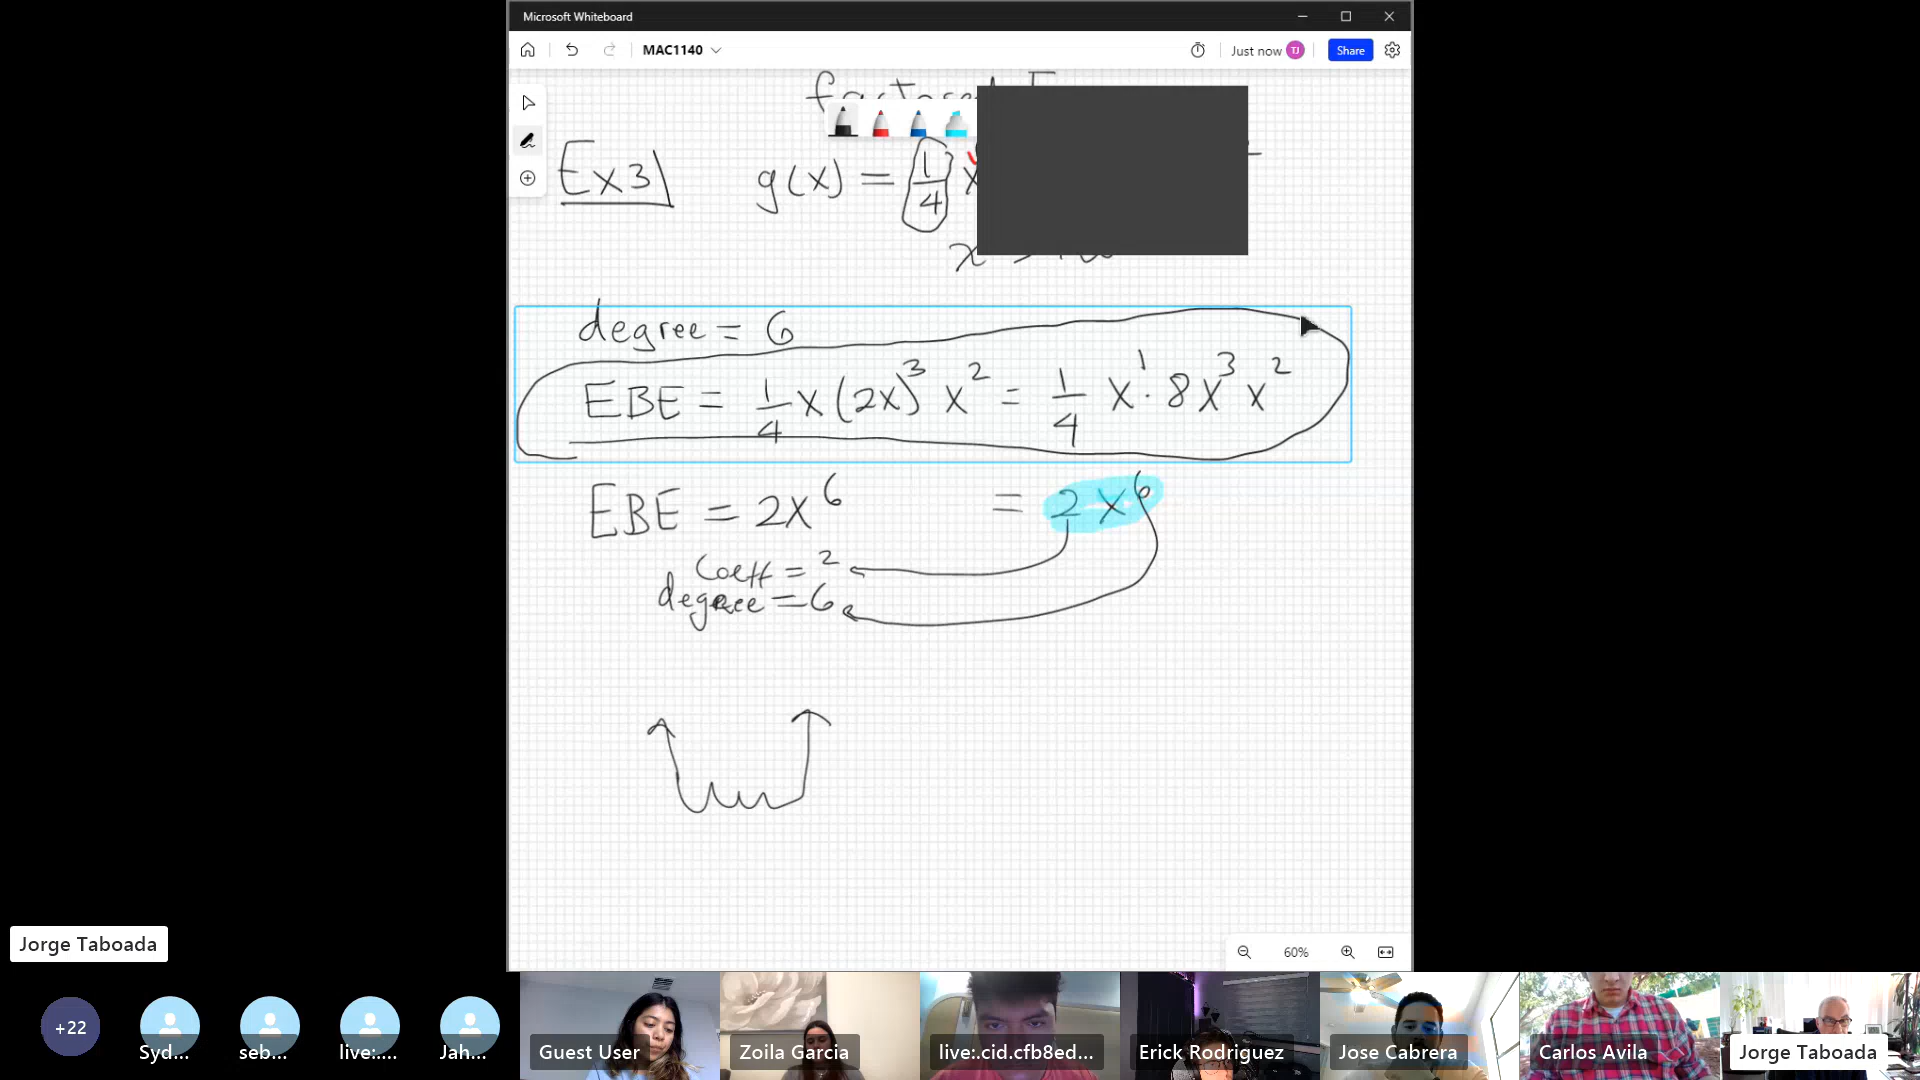 Microsoft Whiteboard
MAC1140
Just now TJ
Share
Ex3
g(x) = 1/4 x
degree = 6
EBE = 1/4 x (2x)^3 x^2 = 1/4 x^1 · 8x^3 x^2
EBE = 2x^6 = 2x^6
Coeff = 2
degree = 6
60%
Jorge Taboada
+22
Syd...
seb...
live:....
Jah...
Guest User
Zoila Garcia
live:.cid.cfb8ed...
Erick Rodriguez
Jose Cabrera
Carlos Avila
Jorge Taboada